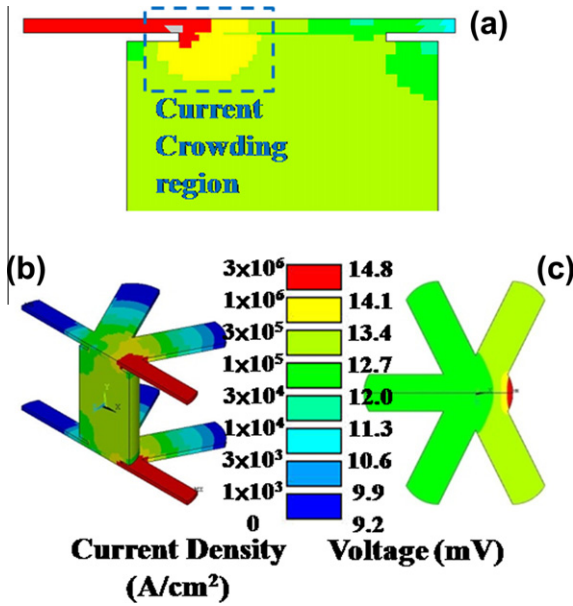 (a)
Current
Crowding
region
(b)
(c)
3x10⁶ 14.8
1x10⁶ 14.1
3x10⁵ 13.4
1x10⁵ 12.7
3x10⁴ 12.0
1x10⁴ 11.3
3x10³ 10.6
1x10³ 9.9
0 9.2
Current Density Voltage (mV)
(A/cm²)